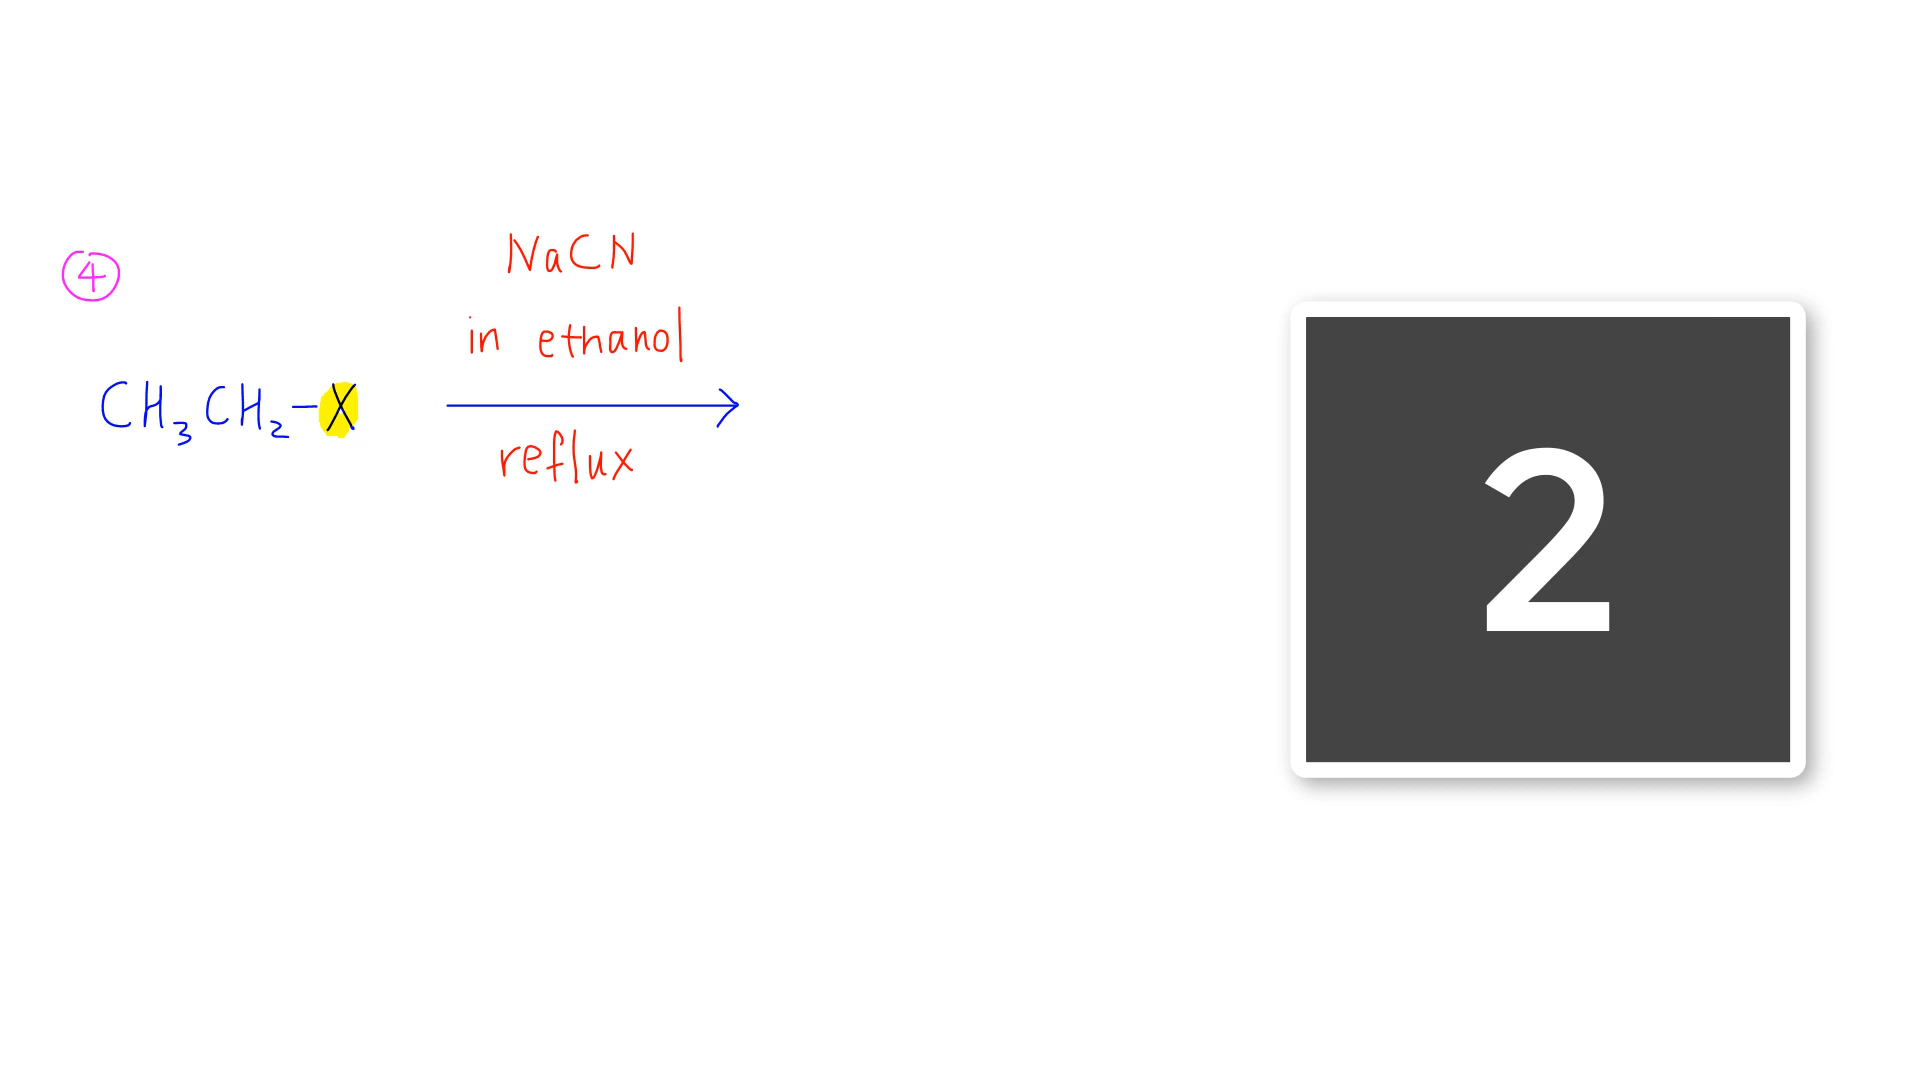 ④
NaCN
in ethanol
CH₃CH₂-X
reflux
2